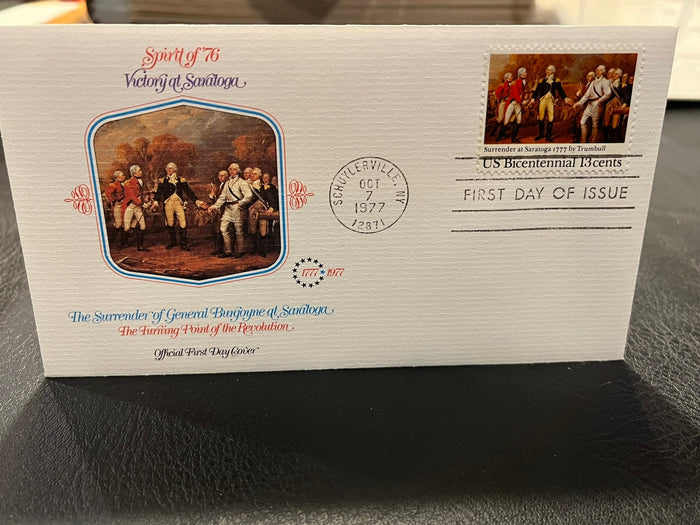 Spirit of '76
Victory at Saratoga
Surrender at Saratoga 1777 by Trumbull
US Bicentennial 13cents
SCHUYLERVILLE, NY
OCT
7
1977
12871
FIRST DAY OF ISSUE
1777 1977
The Surrender of General Burgoyne at Saratoga
The Turning Point of the Revolution
Official First Day Cover